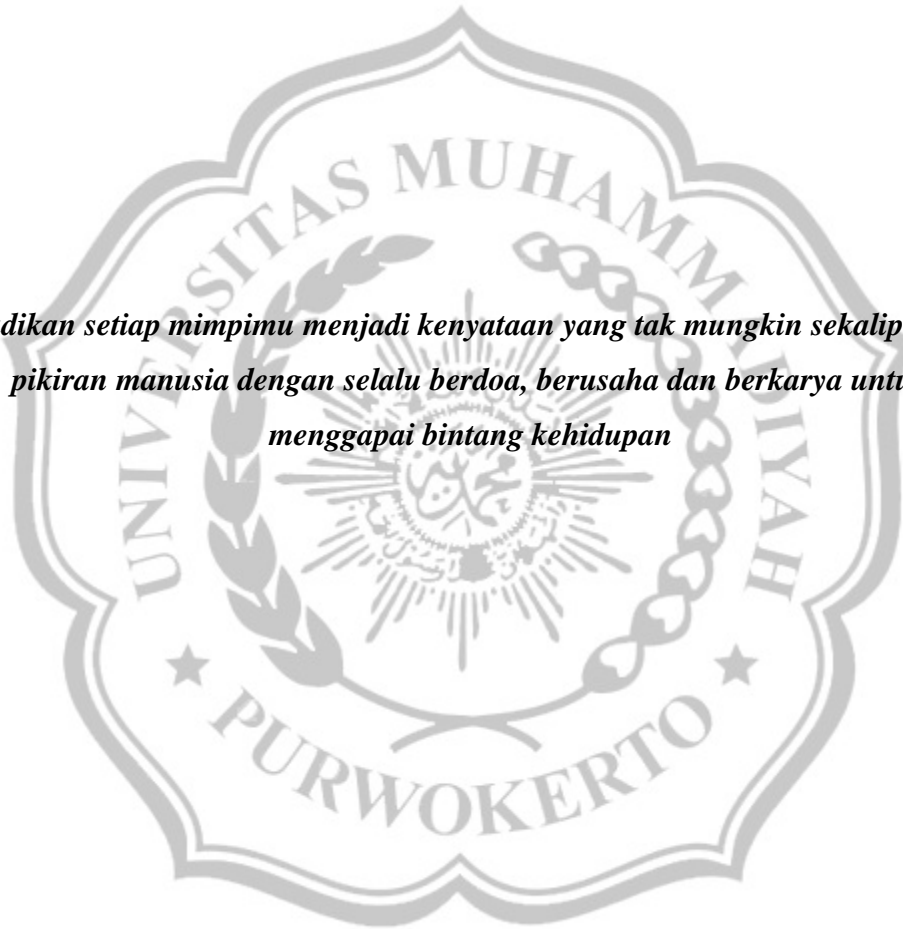 UNIVERSITAS MUHAMMADIYAH
dikan setiap mimpimu menjadi kenyataan yang tak mungkin sekalip
pikiran manusia dengan selalu berdoa, berusaha dan berkarya untu
menggapai bintang kehidupan
PURWOKERTO